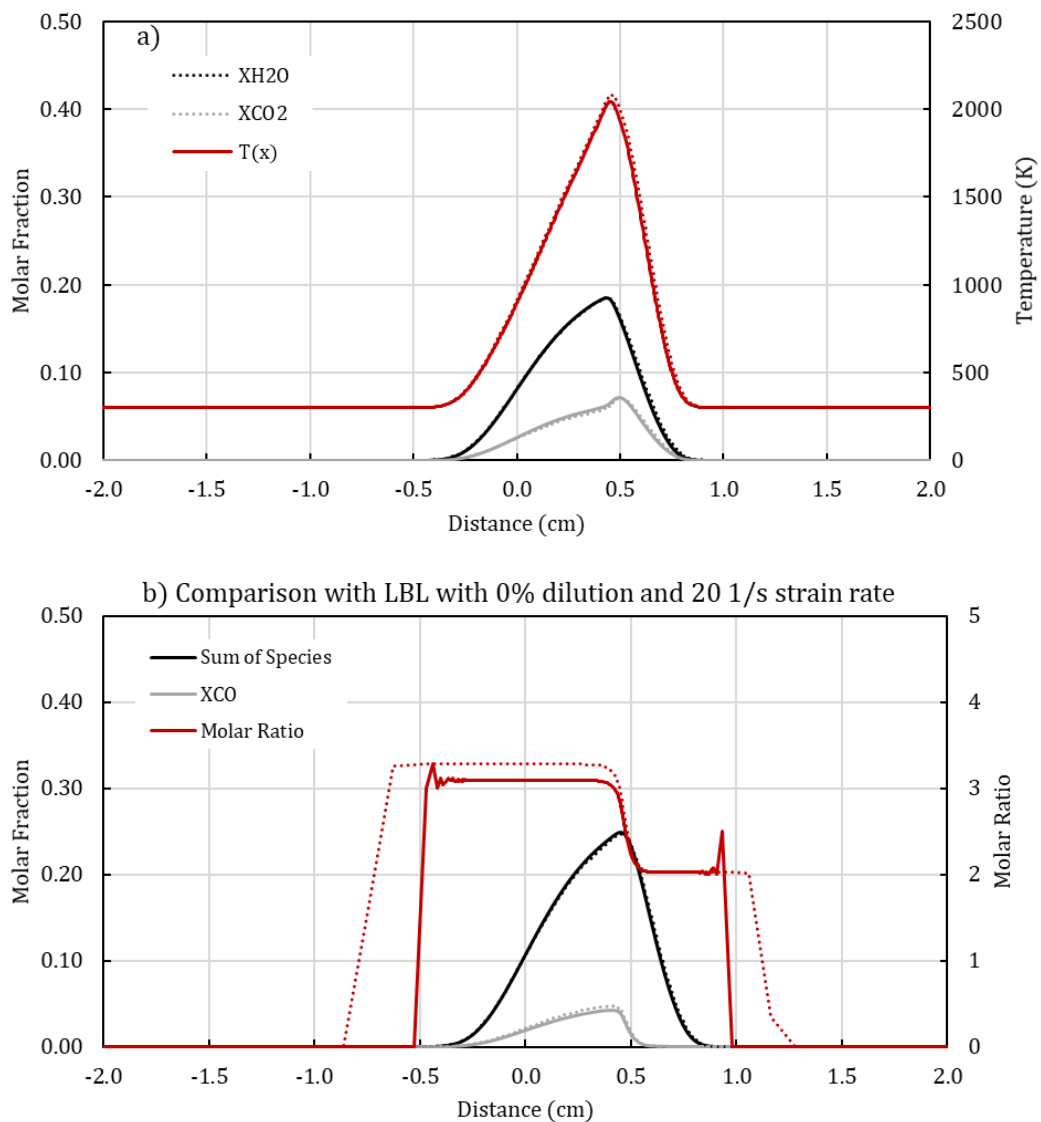 a)
XH2O
XCO2
T(x)
0.50
0.40
0.30
0.20
0.10
0.00
Molar Fraction
2500
2000
1500
1000
500
0
Temperature (K)
-2.0 -1.5 -1.0 -0.5 0.0 0.5 1.0 1.5 2.0
Distance (cm)
b) Comparison with LBL with 0% dilution and 20 1/s strain rate
Sum of Species
XCO
Molar Ratio
0.50
0.40
0.30
0.20
0.10
0.00
Molar Fraction
5
4
3
2
1
0
Molar Ratio
-2.0 -1.5 -1.0 -0.5 0.0 0.5 1.0 1.5 2.0
Distance (cm)